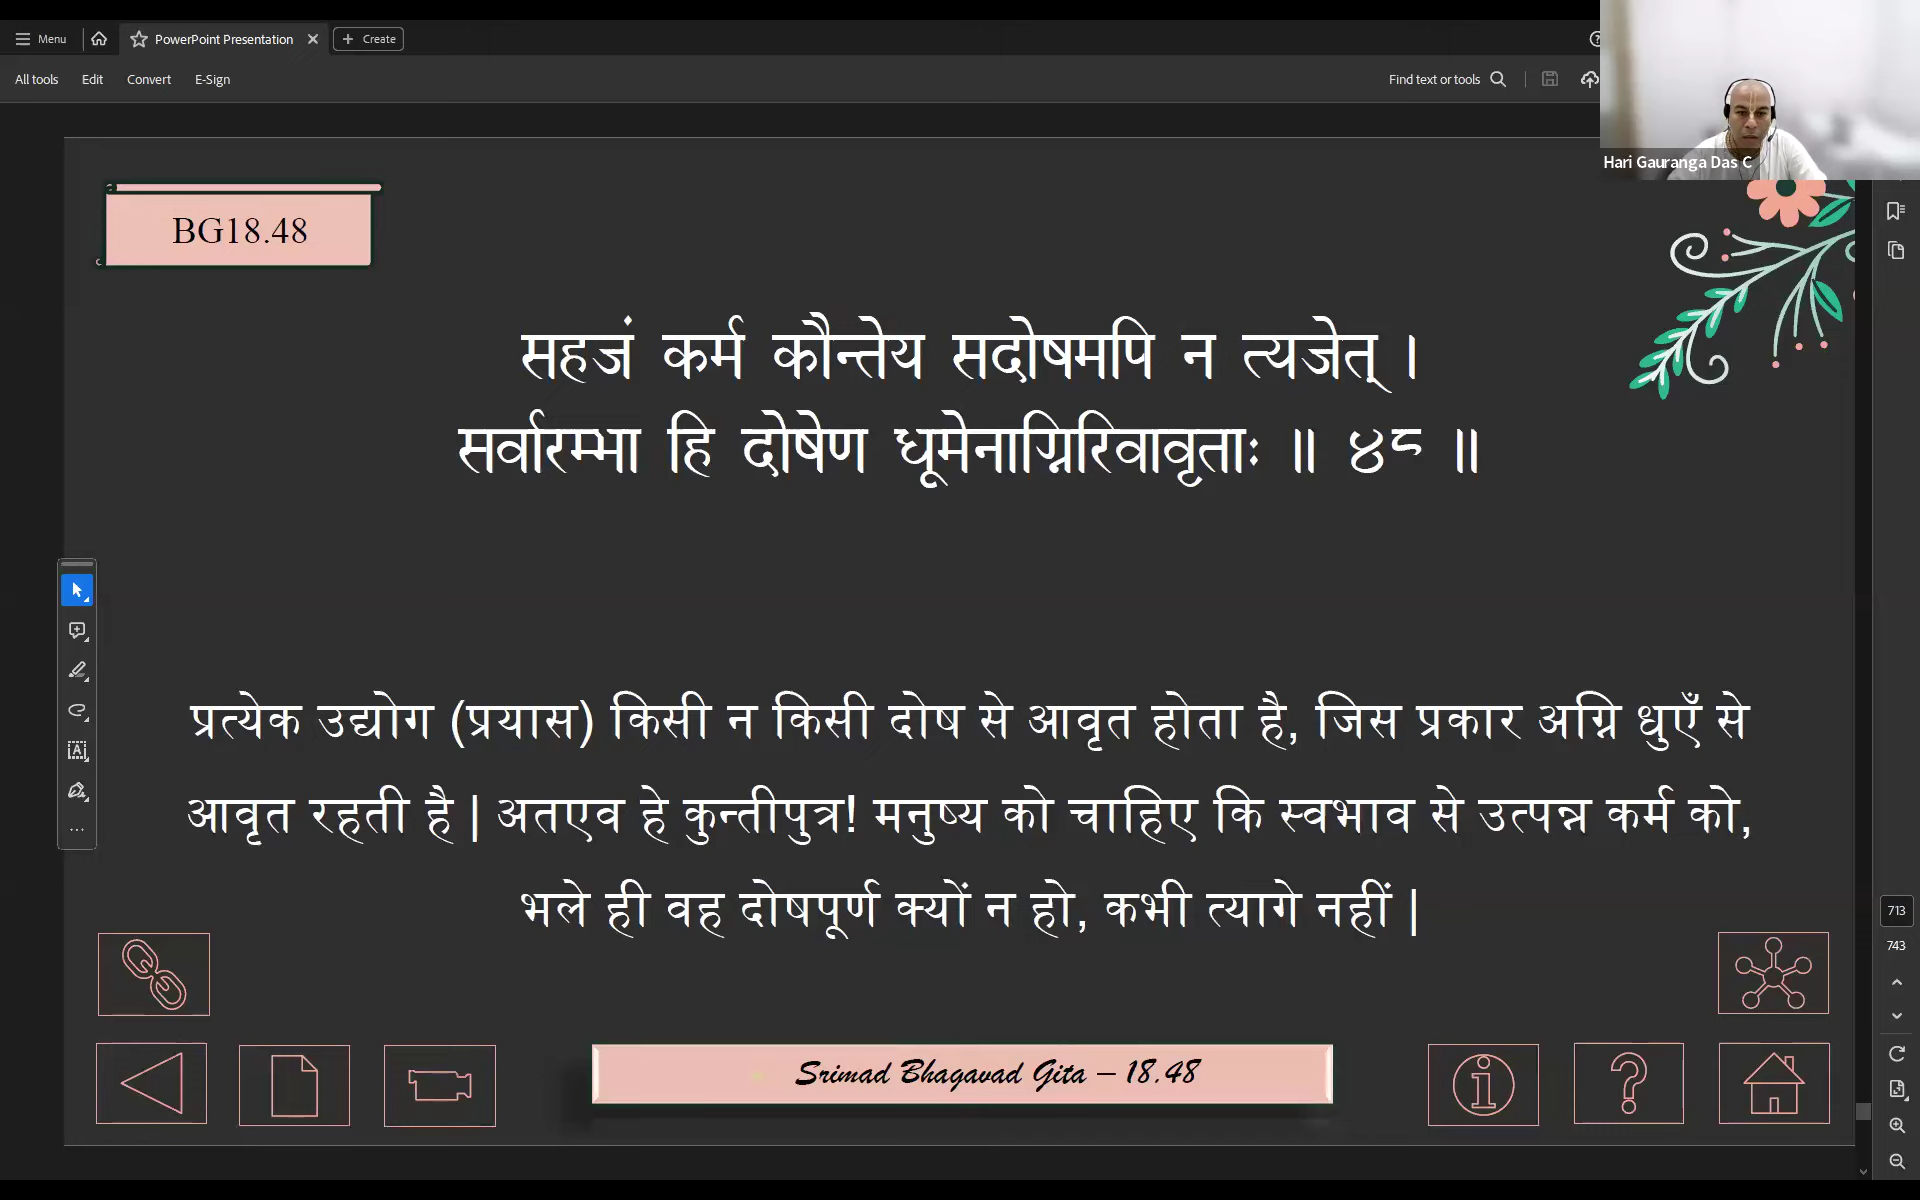 Menu
PowerPoint Presentation
Create
All tools
Edit
Convert
E-Sign
Find text or tools
Hari Gauranga Das C
BG18.48
सहजं कर्म कौन्तेय सदोषमपि न त्यजेत् ।
सर्वारम्भा हि दोषेण धूमेनाग्निरिवावृताः ॥ ४८ ॥
प्रत्येक उद्योग (प्रयास) किसी न किसी दोष से आवृत होता है, जिस प्रकार अग्नि धुएँ से
आवृत रहती है | अतएव हे कुन्तीपुत्र! मनुष्य को चाहिए कि स्वभाव से उत्पन्न कर्म को,
भले ही वह दोषपूर्ण क्यों न हो, कभी त्यागे नहीं |
713
743
Srimad Bhagavad Gita – 18.48